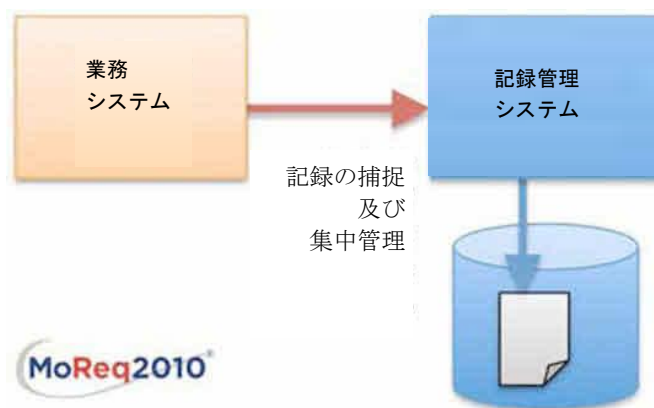 業務
システム
記録管理
システム
記録の捕捉
及び
集中管理
MoReq2010®